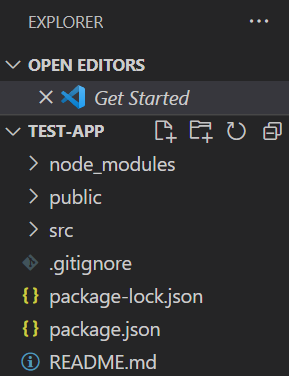 EXPLORER
OPEN EDITORS
Get Started
TEST-APP
node_modules
public
src
.gitignore
package-lock.json
package.json
README.md